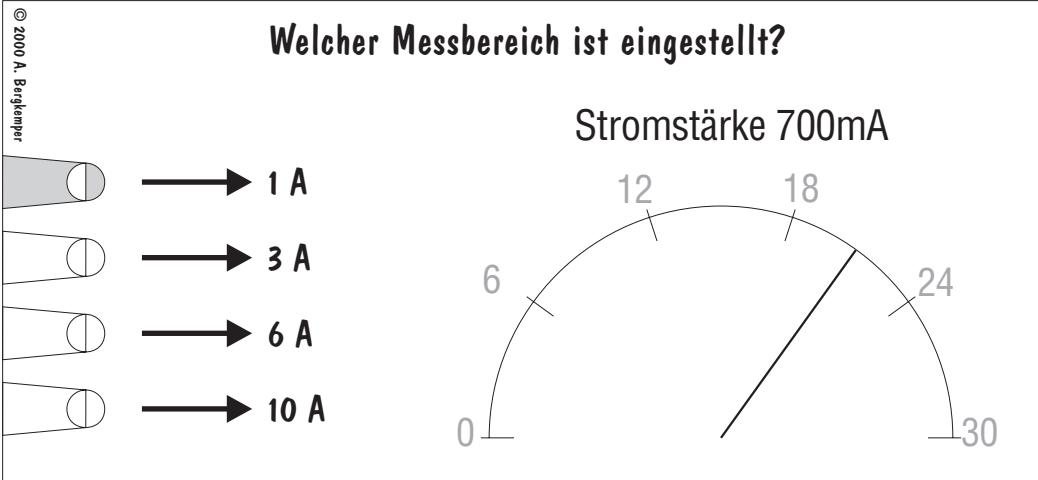 © 2000 A. Bergkemper
Welcher Messbereich ist eingestellt?
Stromstärke 700mA
1 A
3 A
6 A
10 A
0
6
12
18
24
30